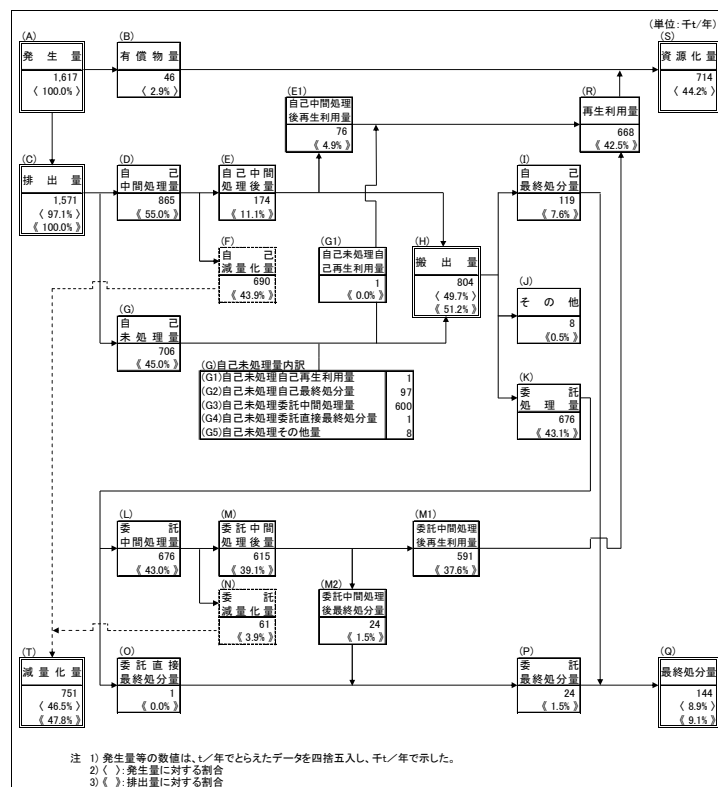 (単位:千t/年)
(A)
発生量
1,617
〈 100.0% 〉
(B)
有償物量
46
〈 2.9% 〉
(S)
資源化量
714
〈 44.2% 〉
(E1)
自己中間処理
後再生利用量
76
《 4.9% 》
(R)
再生利用量
668
《 42.5% 》
(C)
排出量
1,571
〈 97.1% 〉
《 100.0% 》
(D)
自己
中間処理量
865
《 55.0% 》
(E)
自己中間
処理後量
174
《 11.1% 》
(I)
自己
最終処分量
119
《 7.6% 》
(F)
自己
減量化量
690
《 43.9% 》
(G1)
自己未処理自
己再生利用量
1
《 0.0% 》
(H)
搬出量
804
〈 49.7% 〉
《 51.2% 》
(J)
その他
8
《0.5% 》
(G)
自己
未処理量
706
《 45.0% 》
(G)自己未処理量内訳
(G1)自己未処理自己再生利用量 1
(G2)自己未処理自己最終処分量 97
(G3)自己未処理委託中間処理量 600
(G4)自己未処理委託直接最終処分量 1
(G5)自己未処理その他量 8
(K)
委託
処理量
676
《 43.1% 》
(L)
委託
中間処理量
676
《 43.0% 》
(M)
委託中間
処理後量
615
《 39.1% 》
(M1)
委託中間処理
後再生利用量
591
《 37.6% 》
(N)
委託
減量化量
61
《 3.9% 》
(M2)
委託中間処理
後最終処分量
24
《 1.5% 》
(T)
減量化量
751
〈 46.5% 〉
《 47.8% 》
(O)
委託直接
最終処分量
1
《 0.0% 》
(P)
委託
最終処分量
24
《 1.5% 》
(Q)
最終処分量
144
〈 8.9% 〉
《 9.1% 》
注 1) 発生量等の数値は、t/年でとらえたデータを四捨五入し、千t/年で示した。
2) 〈 〉: 発生量に対する割合
3) 《 》: 排出量に対する割合